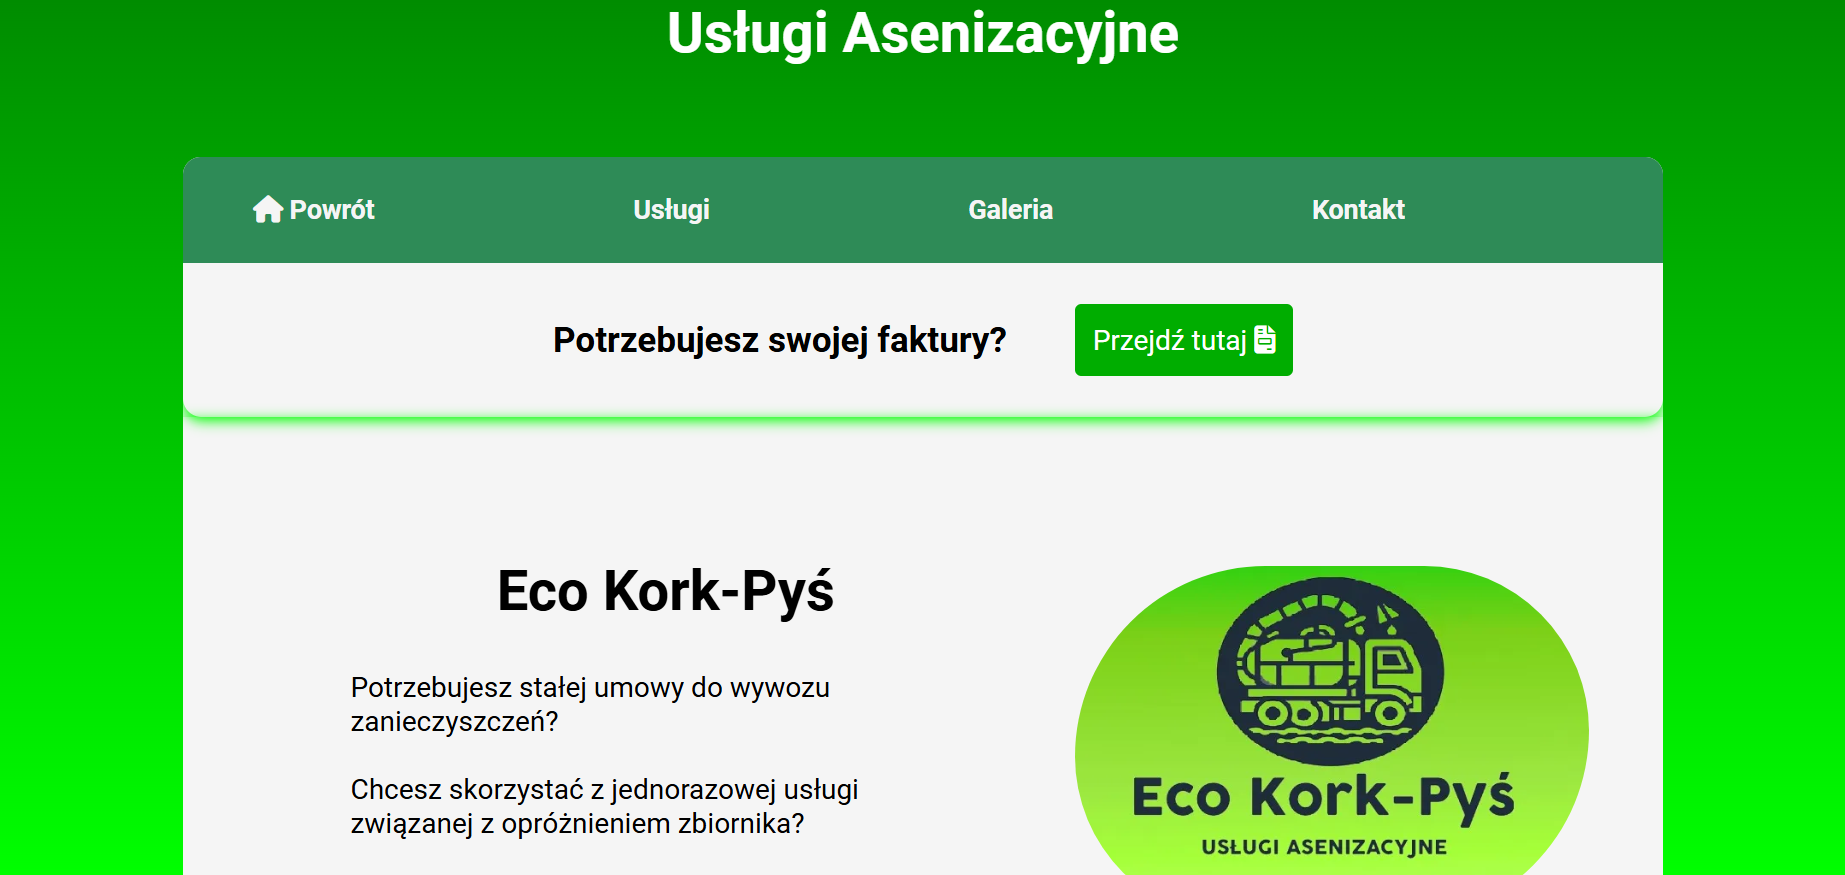 Usługi Asenizacyjne
Powrót Usługi Galeria Kontakt
Potrzebujesz swojej faktury? Przejdź tutaj
Eco Kork-Pyś
Potrzebujesz stałej umowy do wywozu
zanieczyszczeń?
Chcesz skorzystać z jednorazowej usługi
związanej z opróżnieniem zbiornika?
Eco Kork-Pyś
USŁUGI ASENIZACYJNE